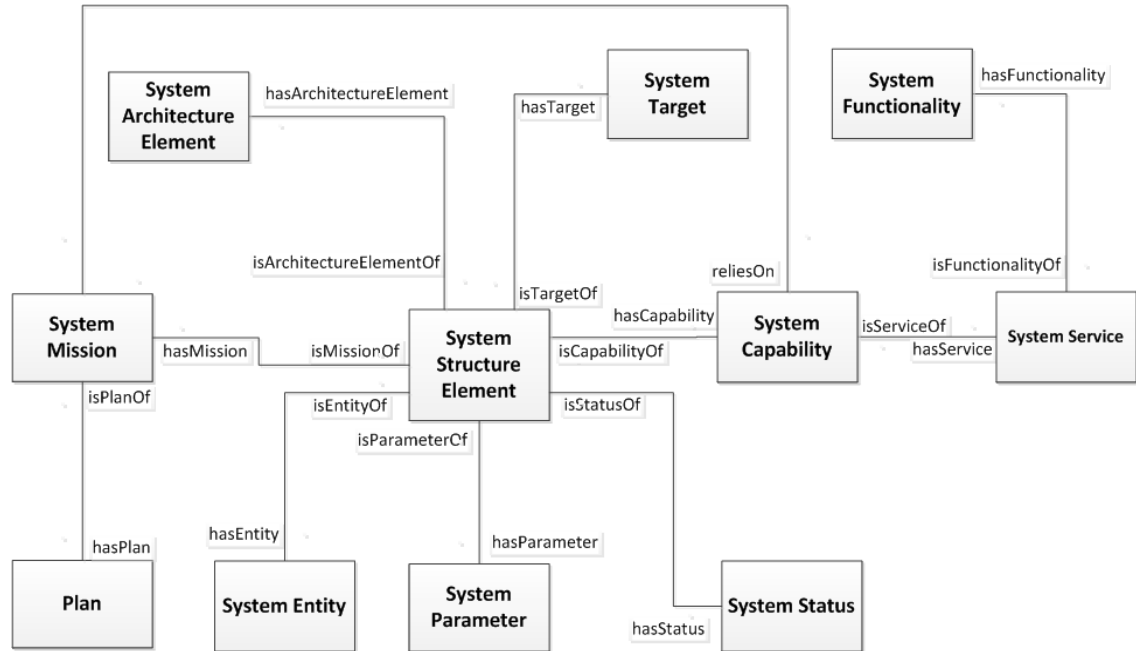 System
Architecture
Element
hasArchitectureElement
System
Target
hasTarget
System
Functionality
hasFunctionality
isArchitectureElementOf
isTargetOf
reliesOn
isFunctionalityOf
System
Mission
hasMission
isMissionOf
System
Structure
Element
hasCapability
isCapabilityOf
System
Capability
isServiceOf
hasService
System Service
isPlanOf
isEntityOf
isParameterOf
isStatusOf
hasPlan
hasEntity
hasParameter
hasStatus
Plan
System Entity
System
Parameter
System Status